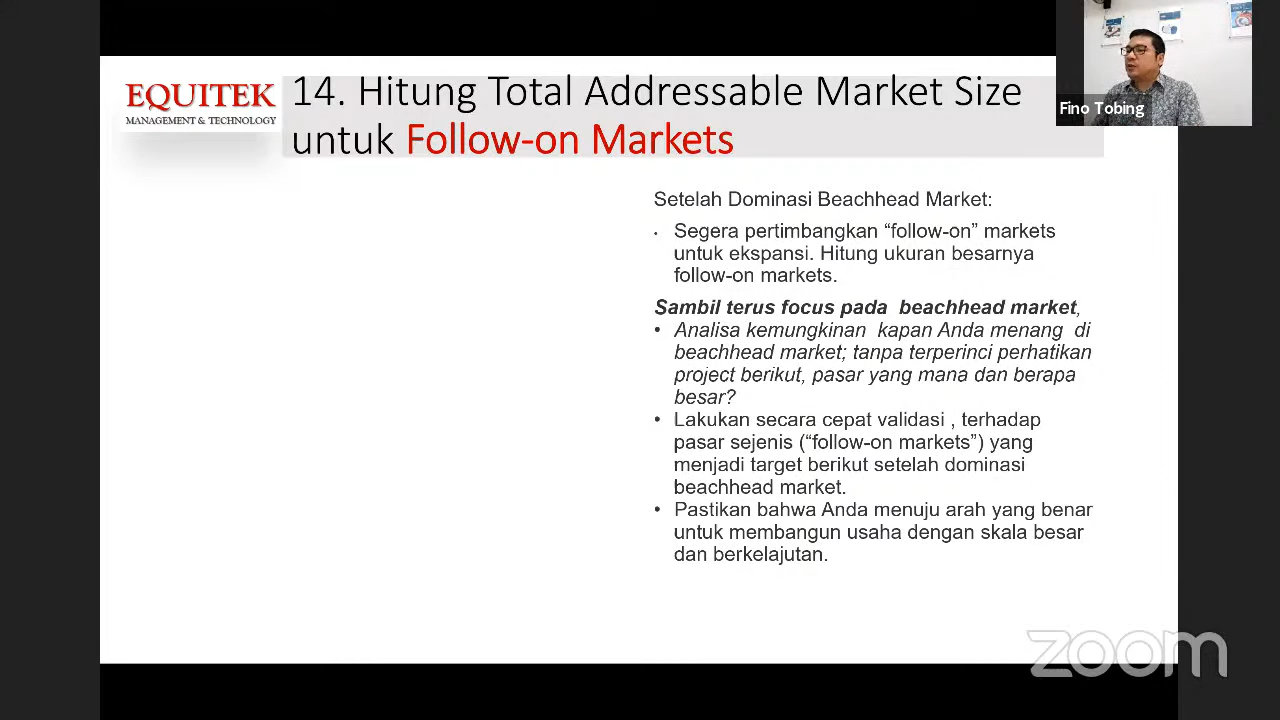 EQUITEK
MANAGEMENT & TECHNOLOGY
14. Hitung Total Addressable Market Size
untuk Follow-on Markets
Fino Tobing
Setelah Dominasi Beachhead Market:
• Segera pertimbangkan “follow-on” markets
untuk ekspansi. Hitung ukuran besarnya
follow-on markets.
Sambil terus focus pada beachhead market,
• Analisa kemungkinan kapan Anda menang di
beachhead market; tanpa terperinci perhatikan
project berikut, pasar yang mana dan berapa
besar?
• Lakukan secara cepat validasi , terhadap
pasar sejenis (“follow-on markets”) yang
menjadi target berikut setelah dominasi
beachhead market.
• Pastikan bahwa Anda menuju arah yang benar
untuk membangun usaha dengan skala besar
dan berkelajutan.
zoom